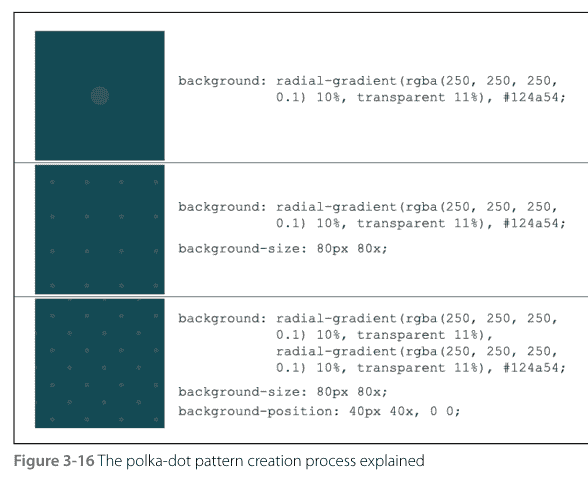 background: radial-gradient(rgba(250, 250, 250,
0.1) 10%, transparent 11%), #124a54;
background: radial-gradient(rgba(250, 250, 250,
0.1) 10%, transparent 11%), #124a54;
background-size: 80px 80x;
background: radial-gradient(rgba(250, 250, 250,
0.1) 10%, transparent 11%),
radial-gradient(rgba(250, 250, 250,
0.1) 10%, transparent 11%), #124a54;
background-size: 80px 80x;
background-position: 40px 40x, 0 0;
Figure 3-16 The polka-dot pattern creation process explained